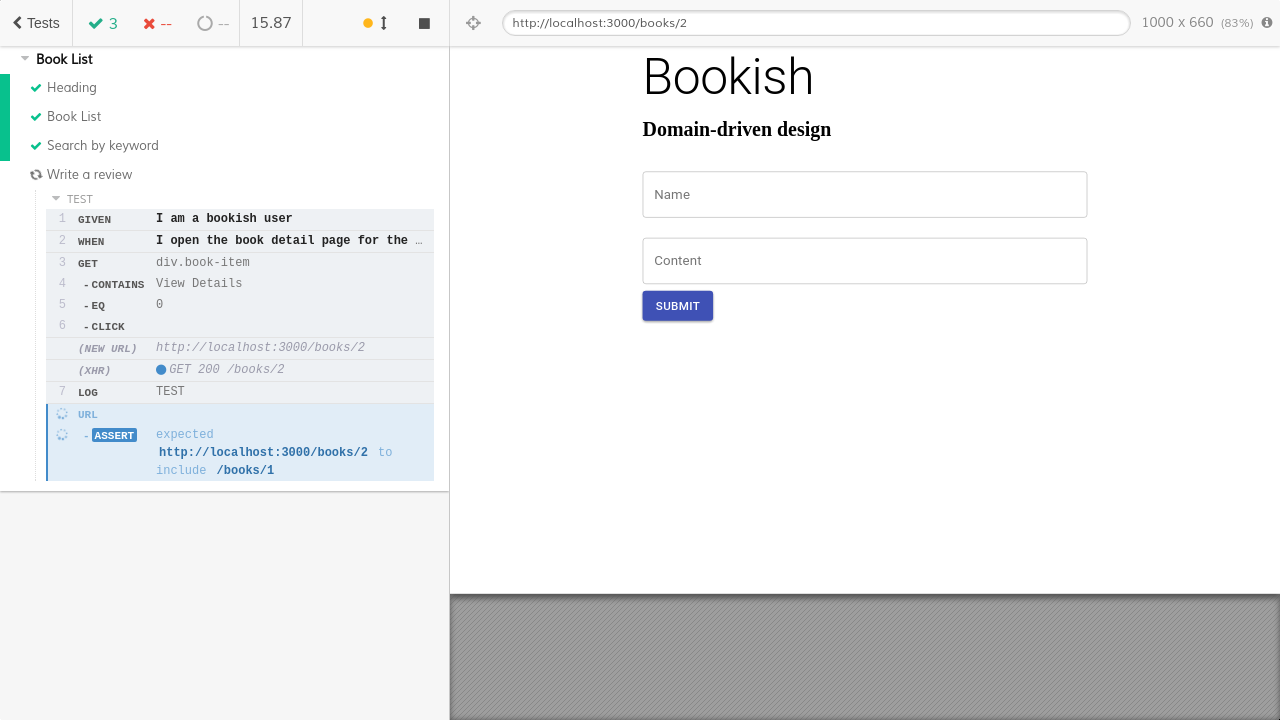 Tests
3
--
--
15.87
http://localhost:3000/books/2
1000 x 660 (83%)
Book List
Heading
Book List
Search by keyword
Write a review
TEST
1 GIVEN I am a bookish user
2 WHEN I open the book detail page for the …
3 GET div.book-item
4 -CONTAINS View Details
5 -EQ 0
6 -CLICK
(NEW URL) http://localhost:3000/books/2
(XHR) GET 200 /books/2
7 LOG TEST
URL
-ASSERT expected
http://localhost:3000/books/2 to
include /books/1
Bookish
Domain-driven design
Name
Content
SUBMIT